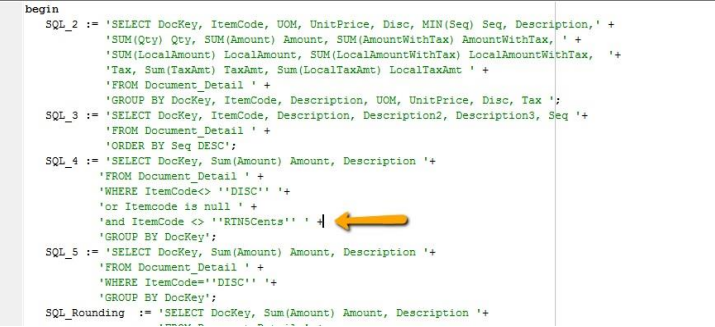 begin
SQL_2 := 'SELECT DocKey, ItemCode, UOM, UnitPrice, Disc, MIN(Seq) Seq, Description,' +
'SUM(Qty) Qty, SUM(Amount) Amount, SUM(AmountWithTax) AmountWithTax, ' +
'SUM(LocalAmount) LocalAmount, SUM(LocalAmountWithTax) LocalAmountWithTax, '+
'Tax, Sum(TaxAmt) TaxAmt, Sum(LocalTaxAmt) LocalTaxAmt ' +
'FROM Document_Detail ' +
'GROUP BY DocKey, ItemCode, Description, UOM, UnitPrice, Disc, Tax ';
SQL_3 := 'SELECT DocKey, ItemCode, Description, Description2, Description3, Seq '+
'FROM Document_Detail ' +
'ORDER BY Seq DESC';
SQL_4 := 'SELECT DocKey, Sum(Amount) Amount, Description '+
'FROM Document_Detail ' +
'WHERE ItemCode<> ''DISC'' '+
'or Itemcode is null ' +
'and ItemCode <> ''RTN5Cents'' ' +
'GROUP BY DocKey';
SQL_5 := 'SELECT DocKey, Sum(Amount) Amount, Description '+
'FROM Document_Detail ' +
'WHERE ItemCode=''DISC'' '+
'GROUP BY DocKey';
SQL_Rounding := 'SELECT DocKey, Sum(Amount) Amount, Description '+